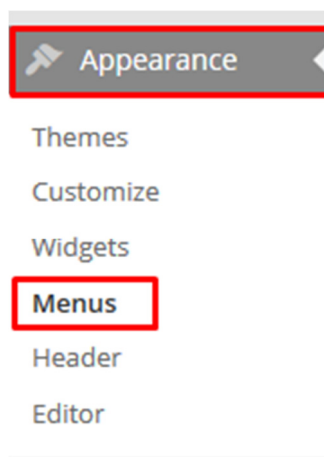 Appearance
Themes
Customize
Widgets
Menus
Header
Editor